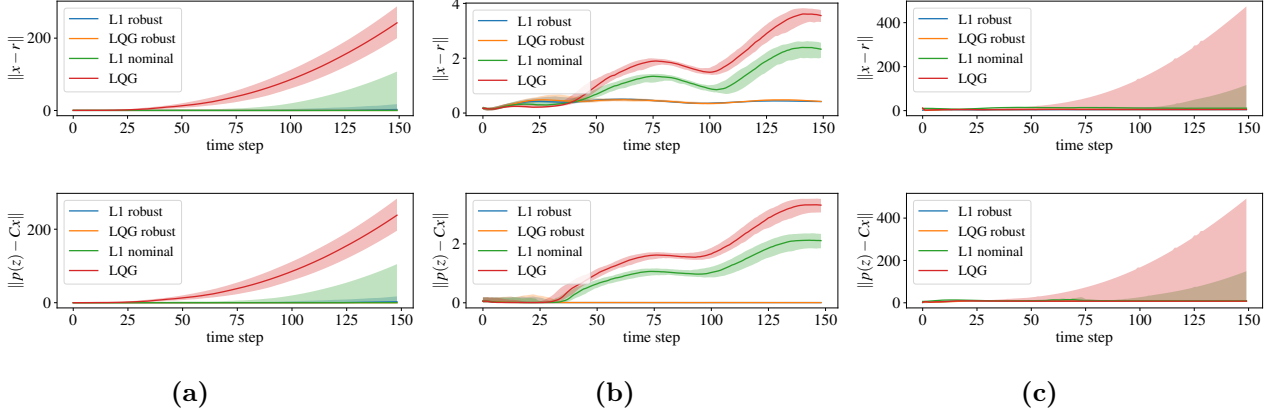 ||x − r||
200
0
L1 robust
LQG robust
L1 nominal
LQG
0 25 50 75 100 125 150
time step
||x − r||
4
2
0
L1 robust
LQG robust
L1 nominal
LQG
0 25 50 75 100 125 150
time step
||x − r||
400
200
0
L1 robust
LQG robust
L1 nominal
LQG
0 25 50 75 100 125 150
time step
||p(z) − Cx||
200
0
L1 robust
LQG robust
L1 nominal
LQG
0 25 50 75 100 125 150
time step
||p(z) − Cx||
2
0
L1 robust
LQG robust
L1 nominal
LQG
0 25 50 75 100 125 150
time step
||p(z) − Cx||
400
200
0
L1 robust
LQG robust
L1 nominal
LQG
0 25 50 75 100 125 150
time step
(a) (b) (c)